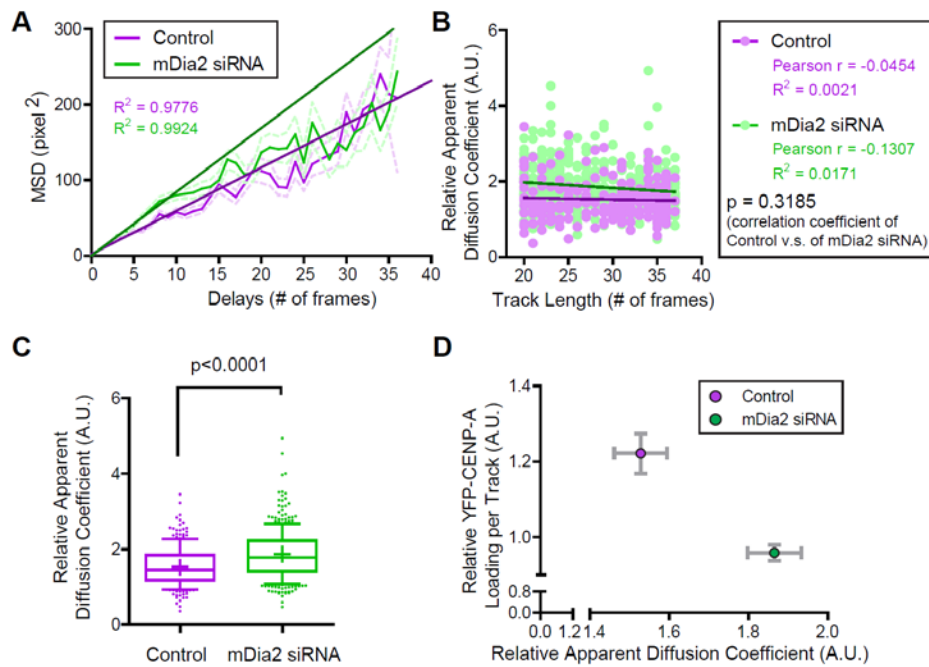 A
Control
mDia2 siRNA
R² = 0.9776
R² = 0.9924
MSD (pixel ²)
300
200
100
0
0 5 10 15 20 25 30 35 40
Delays (# of frames)
B
Relative Apparent
Diffusion Coefficient (A.U.)
6
4
2
0
20 25 30 35 40
Track Length (# of frames)
Control
Pearson r = -0.0454
R² = 0.0021
mDia2 siRNA
Pearson r = -0.1307
R² = 0.0171
p = 0.3185
(correlation coefficient of
Control v.s. of mDia2 siRNA)
C
p<0.0001
Relative Apparent
Diffusion Coefficient (A.U.)
6
4
2
0
Control mDia2 siRNA
D
Control
mDia2 siRNA
Relative YFP-CENP-A
Loading per Track (A.U.)
1.4
1.2
1.0
0.8
0.0
0.0 1.2 1.4 1.6 1.8 2.0
Relative Apparent Diffusion Coefficient (A.U.)